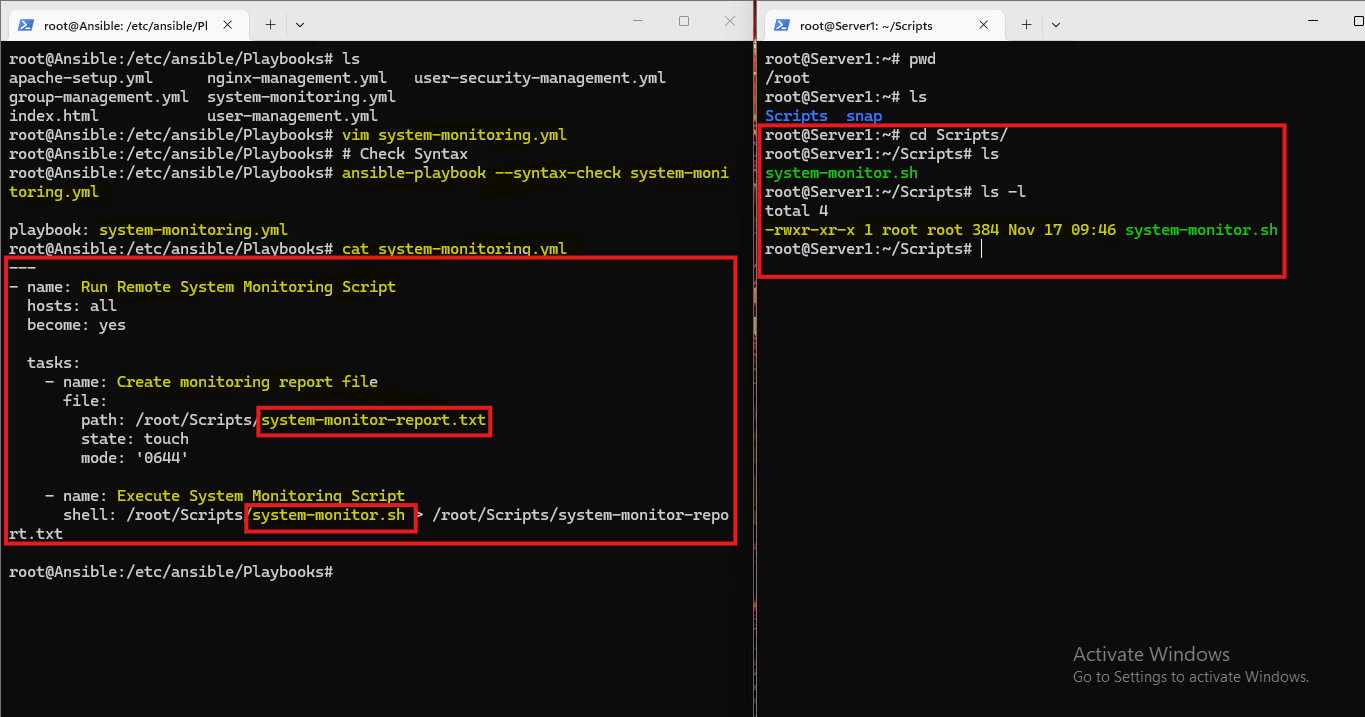 root@Ansible: /etc/ansible/Pl
root@Ansible:/etc/ansible/Playbooks# ls
apache-setup.yml      nginx-management.yml   user-security-management.yml
group-management.yml  system-monitoring.yml
index.html            user-management.yml
root@Ansible:/etc/ansible/Playbooks# vim system-monitoring.yml
root@Ansible:/etc/ansible/Playbooks# # Check Syntax
root@Ansible:/etc/ansible/Playbooks# ansible-playbook --syntax-check system-moni
toring.yml
playbook: system-monitoring.yml
root@Ansible:/etc/ansible/Playbooks# cat system-monitoring.yml
---
- name: Run Remote System Monitoring Script
  hosts: all
  become: yes
  tasks:
    - name: Create monitoring report file
      file:
        path: /root/Scripts/system-monitor-report.txt
        state: touch
        mode: '0644'
    - name: Execute System Monitoring Script
      shell: /root/Scripts/system-monitor.sh > /root/Scripts/system-monitor-repo
rt.txt
root@Ansible:/etc/ansible/Playbooks#
root@Server1: ~/Scripts
root@Server1:~# pwd
/root
root@Server1:~# ls
Scripts  snap
root@Server1:~# cd Scripts/
root@Server1:~/Scripts# ls
system-monitor.sh
root@Server1:~/Scripts# ls -l
total 4
-rwxr-xr-x 1 root root 384 Nov 17 09:46 system-monitor.sh
root@Server1:~/Scripts#
Activate Windows
Go to Settings to activate Windows.